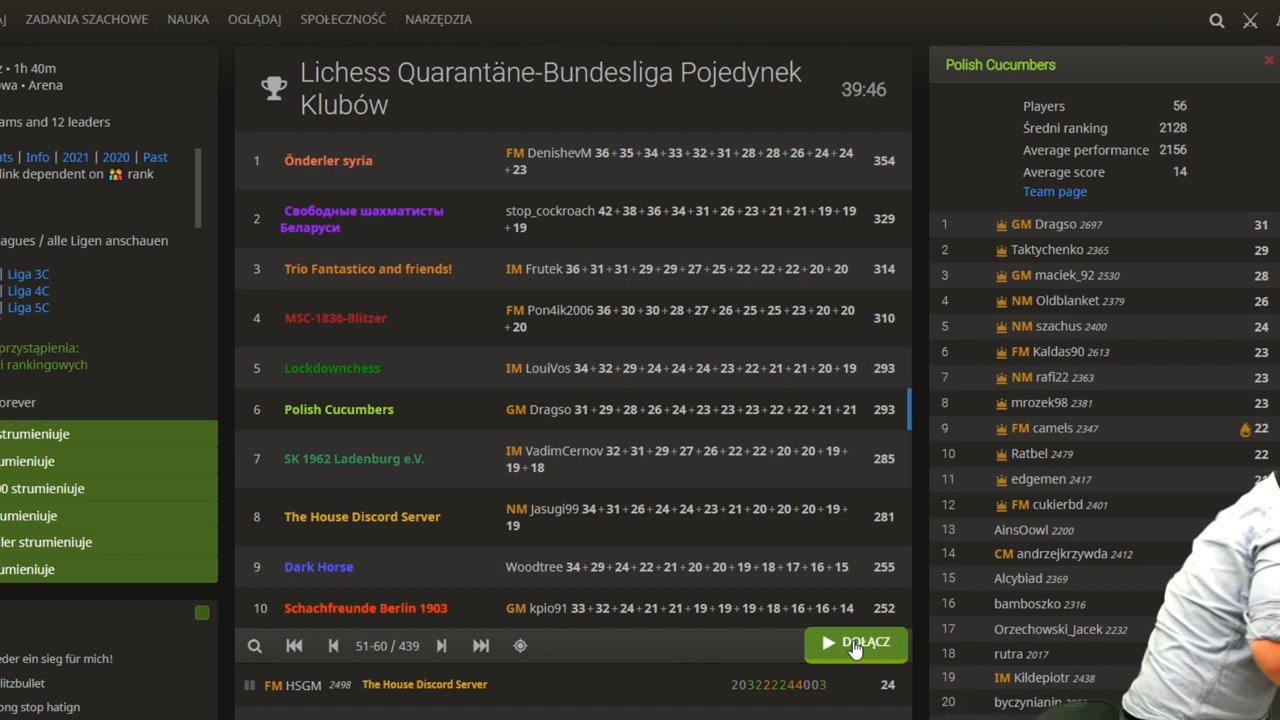 ZADANIA SZACHOWE NAUKA OGLĄDAJ SPOŁECZNOŚĆ NARZĘDZIA
• 1h 40m
• Arena
ams and 12 leaders
Info | 2021 | 2020 | Past
link dependent on rank
eagues / alle Ligen anschauen
| Liga 3C
| Liga 4C
| Liga 5C
przystąpienia:
i rankingowych
orever
strumieniuje
umieniuje
00 strumieniuje
umieniuje
ler strumieniuje
umieniuje
eder ein sieg für mich!
litzbullet
ong stop hatign
Lichess Quarantäne-Bundesliga Pojedynek
Klubów
39:46
1 Önderler syria FM DenishevM 36+35+34+33+32+31+28+28+26+24+24
+23 354
2 Свободные шахматисты
Беларуси stop_cockroach 42+38+36+34+31+26+23+21+21+19+19
+19 329
3 Trio Fantastico and friends! IM Frutek 36+31+31+29+29+27+25+22+22+22+20+20 314
4 MSC-1836-Blitzer FM Pon4ik2006 36+30+30+28+27+26+25+25+23+20+20
+20 310
5 Lockdownchess IM LouiVos 34+32+29+24+24+24+23+22+21+21+20+19 293
6 Polish Cucumbers GM Dragso 31+29+28+26+24+23+23+23+22+22+21+21 293
7 SK 1962 Ladenburg e.V. IM VadimCernov 32+31+29+27+26+22+22+20+20+19+
19+18 285
8 The House Discord Server NM Jasugi99 34+31+26+24+24+23+21+20+20+20+19+
19 281
9 Dark Horse Woodtree 34+29+24+22+21+20+20+19+18+17+16+15 255
10 Schachfreunde Berlin 1903 GM kpio91 33+32+24+21+21+19+19+19+18+16+16+14 252
51-60 / 439
DOŁĄCZ
FM HSGM 2498 The House Discord Server 203222244003 24
Polish Cucumbers
Players 56
Średni ranking 2128
Average performance 2156
Average score 14
Team page
1 GM Dragso 2697 31
2 Taktychenko 2365 29
3 GM maciek_92 2530 28
4 NM Oldblanket 2379 26
5 NM szachus 2400 24
6 FM Kaldas90 2613 23
7 NM rafi22 2363 23
8 mrozek98 2381 23
9 FM camels 2347 22
10 Ratbel 2479 22
11 edgemen 2417
12 FM cukierbd 2401
13 AinsOowl 2200
14 CM andrzejkrzywda 2412
15 Alcybiad 2369
16 bamboszko 2316
17 Orzechowski_Jacek 2232
18 rutra 2017
19 IM Kildepiotr 2438
20 byczynianin